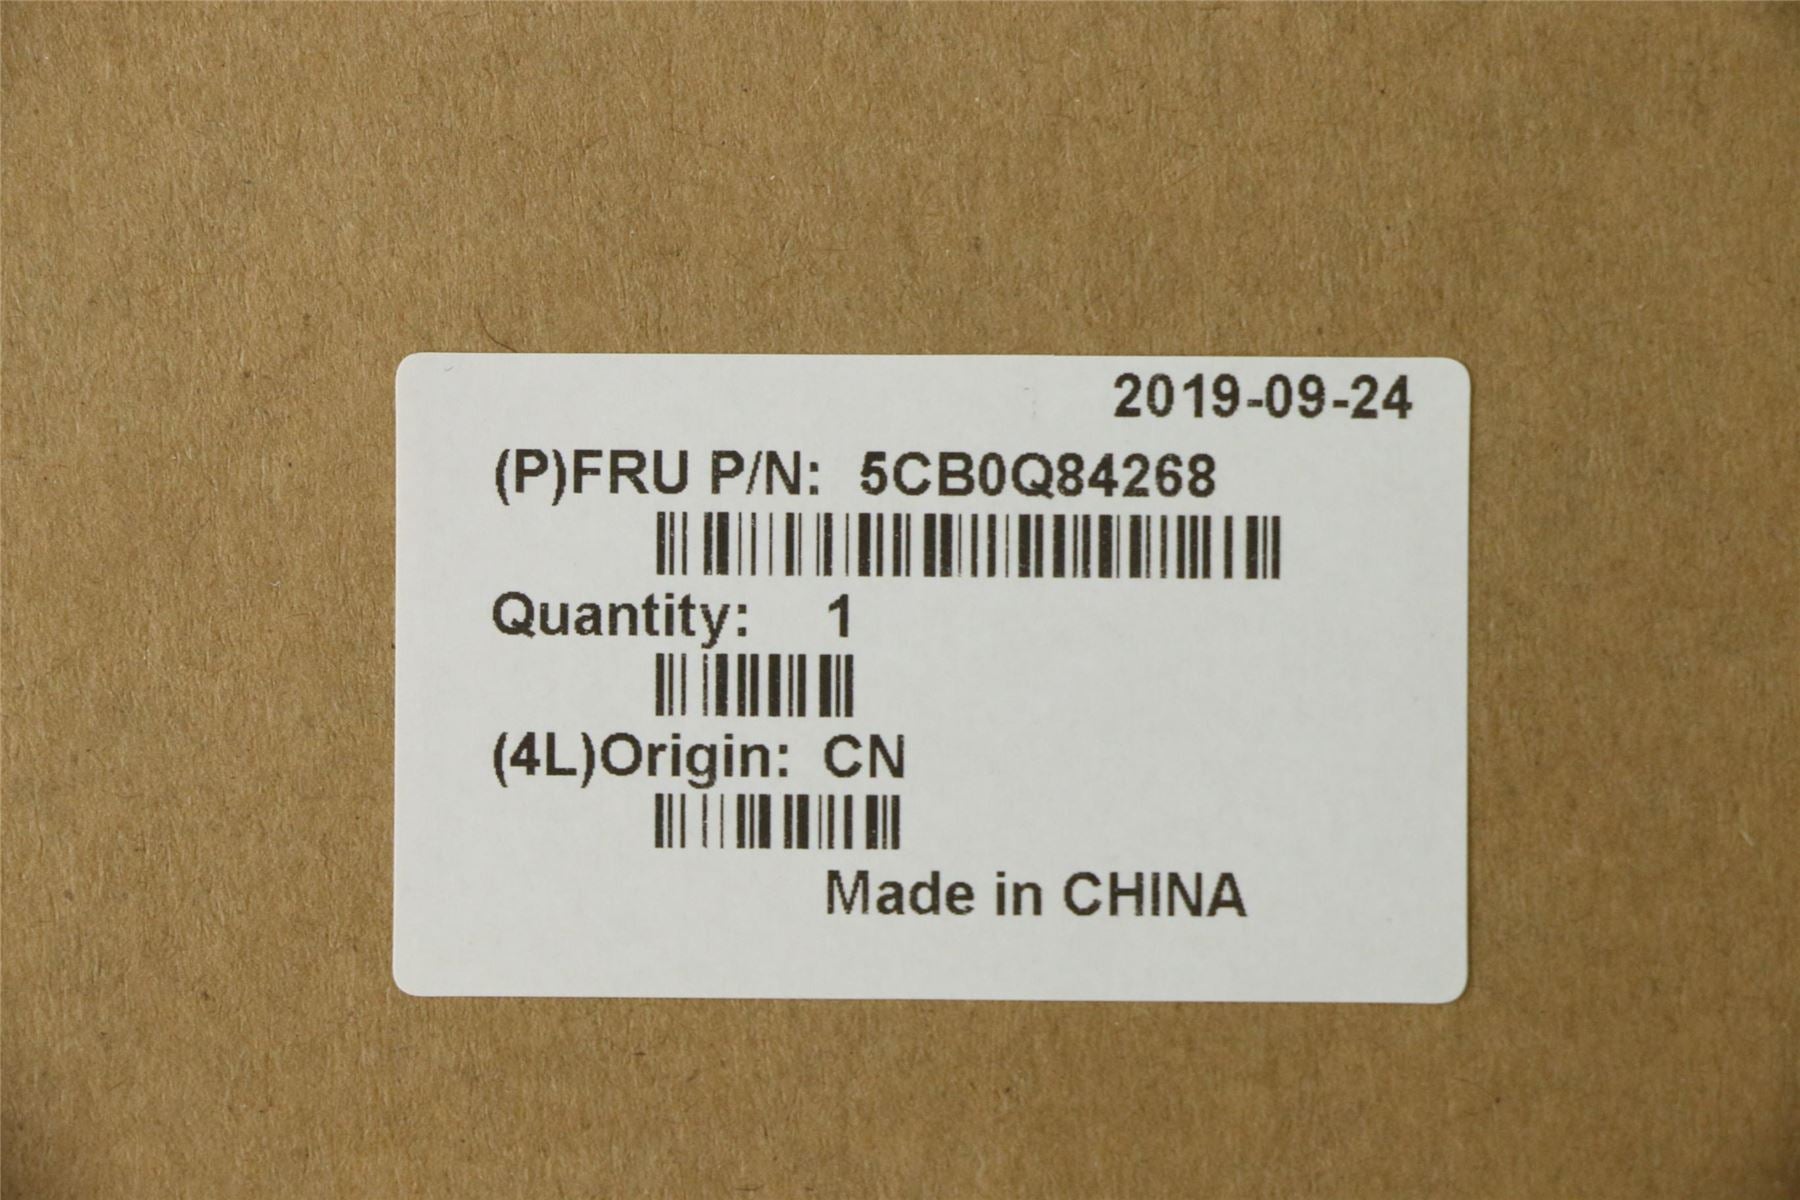 2019-09-24
(P)FRU P/N: 5CB0Q84268
Quantity: 1
(4L)Origin: CN
Made in CHINA